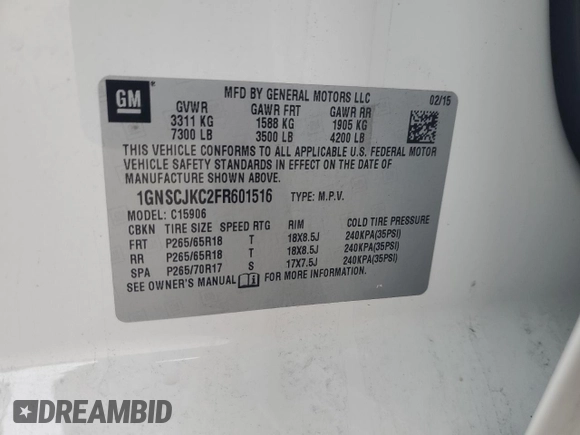 GM
MFD BY GENERAL MOTORS LLC 02/15
GVWR GAWR FRT GAWR RR
3311 KG 1588 KG 1905 KG
7300 LB 3500 LB 4200 LB
THIS VEHICLE CONFORMS TO ALL APPLICABLE U.S. FEDERAL MOTOR
VEHICLE SAFETY STANDARDS IN EFFECT ON THE DATE OF
MANUFACTURE SHOWN ABOVE.
1GNSCJKC2FR601516 TYPE: M.P.V.
MODEL: C15906
CBKN TIRE SIZE SPEED RTG RIM COLD TIRE PRESSURE
FRT P265/65R18 T 18X8.5J 240KPA(35PSI)
RR P265/65R18 T 18X8.5J 240KPA(35PSI)
SPA P265/70R17 S 17X7.5J 240KPA(35PSI)
SEE OWNER'S MANUAL FOR MORE INFORMATION
DREAMBID